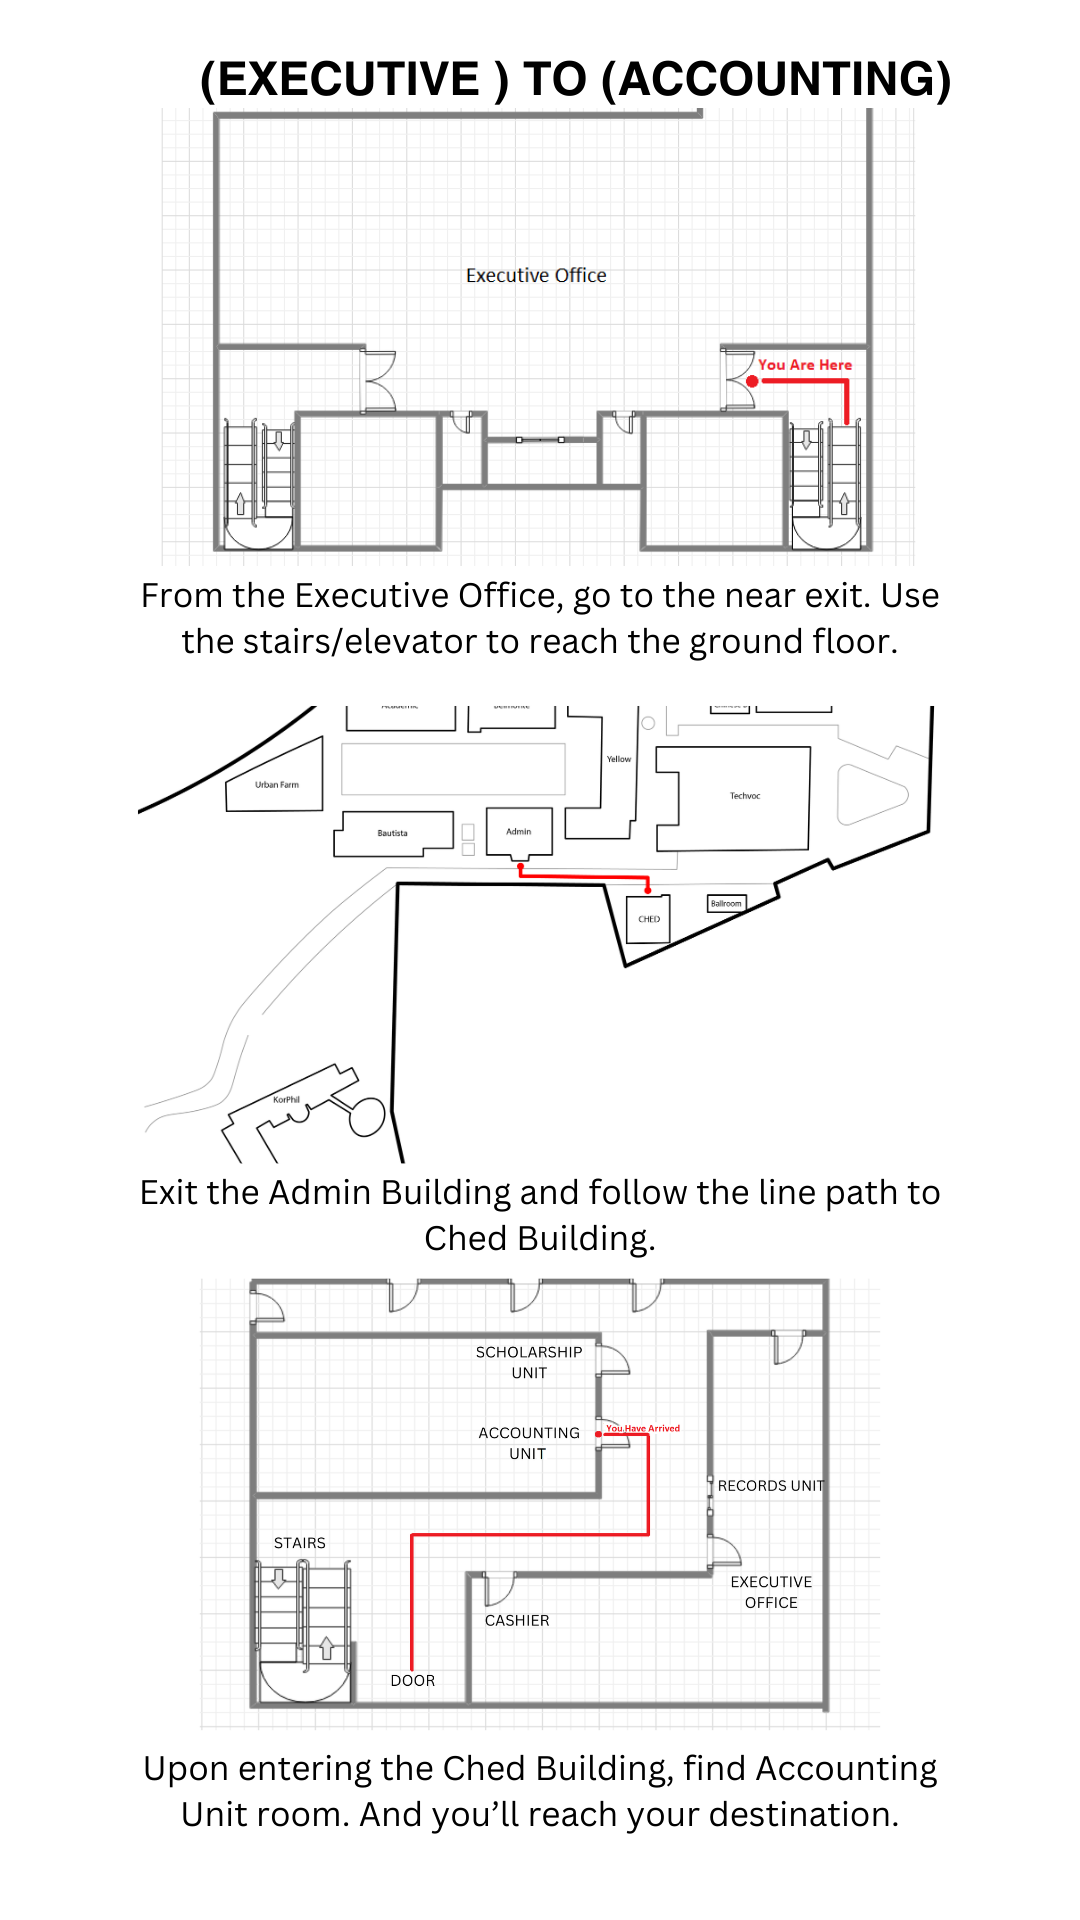 (EXECUTIVE ) TO (ACCOUNTING)
Executive Office
You Are Here
From the Executive Office, go to the near exit. Use
the stairs/elevator to reach the ground floor.
Academic
Belmonte
Yellow
Urban Farm
Techvoc
Bautista
Admin
CHED
Ballroom
KorPhil
Exit the Admin Building and follow the line path to
Ched Building.
SCHOLARSHIP
UNIT
You Have Arrived
ACCOUNTING
UNIT
RECORDS UNIT
STAIRS
EXECUTIVE
OFFICE
CASHIER
DOOR
Upon entering the Ched Building, find Accounting
Unit room. And you’ll reach your destination.